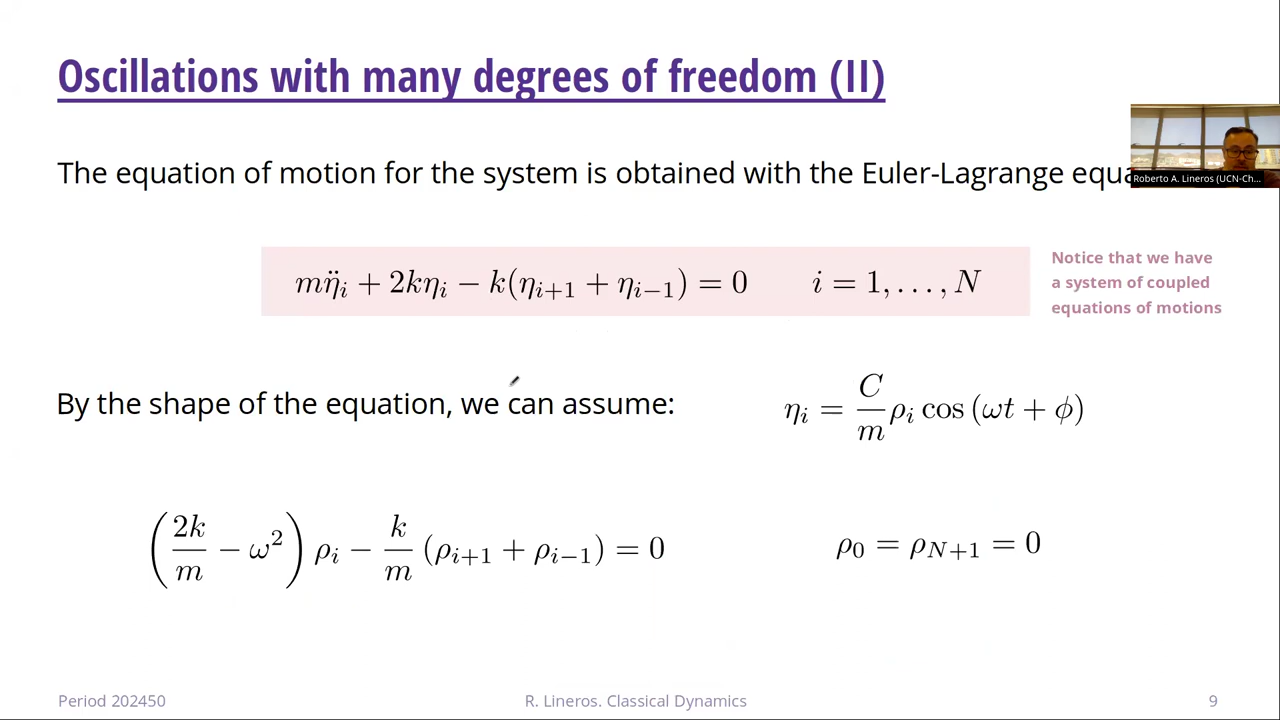 Oscillations with many degrees of freedom (II)
The equation of motion for the system is obtained with the Euler-Lagrange
Roberto A. Lineros (UCN-Ch...
mη̈ᵢ + 2kηᵢ − k(ηᵢ₊₁ + ηᵢ₋₁) = 0 i = 1, . . . , N
Notice that we have
a system of coupled
equations of motions
By the shape of the equation, we can assume:
ηᵢ = C/m ρᵢ cos (ωt + ϕ)
(2k/m − ω²) ρᵢ − k/m (ρᵢ₊₁ + ρᵢ₋₁) = 0
ρ₀ = ρ_{N+1} = 0
Period 202450
R. Lineros. Classical Dynamics
9